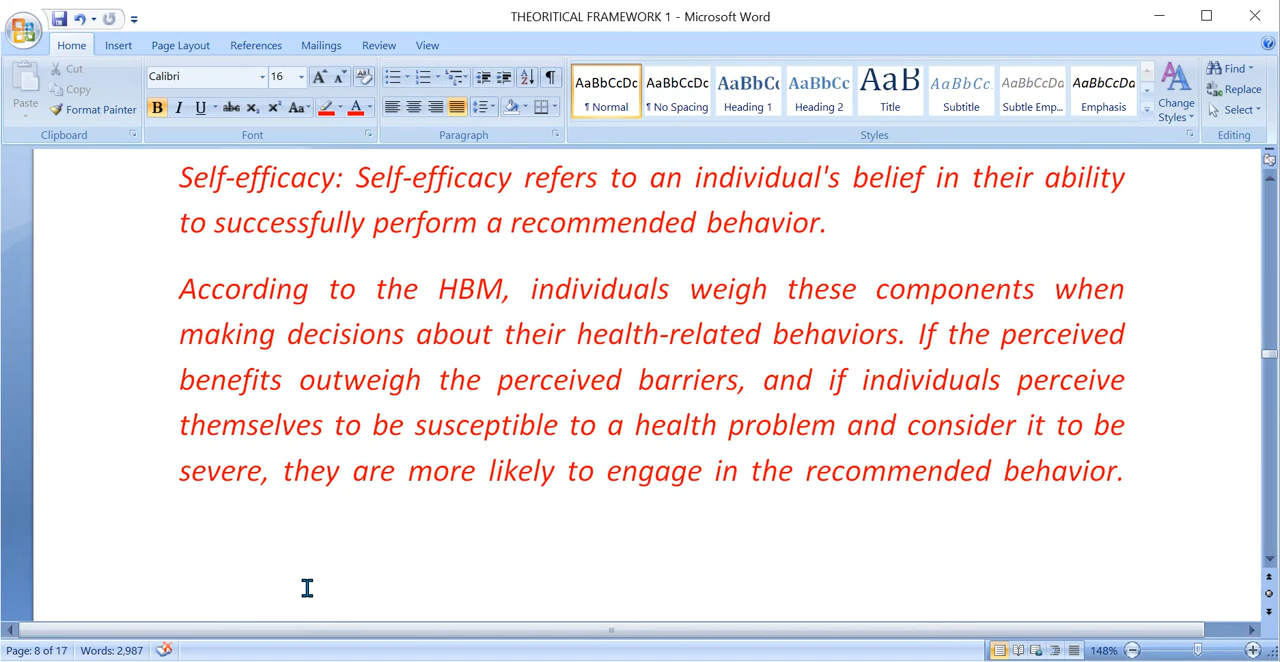 THEORITICAL FRAMEWORK 1 - Microsoft Word
Home Insert Page Layout References Mailings Review View
Paste
Cut
Copy
Format Painter
Clipboard
Calibri 16
B I U abc x₂ x² Aa
Font
Paragraph
AaBbCcDc AaBbCcDc AaBbCc AaBbCc AaB AaBbCc. AaBbCcDc AaBbCcDc
¶ Normal ¶ No Spacing Heading 1 Heading 2 Title Subtitle Subtle Emp... Emphasis
Change Styles
Styles
Find
Replace
Select
Editing
Self-efficacy: Self-efficacy refers to an individual's belief in their ability
to successfully perform a recommended behavior.
According to the HBM, individuals weigh these components when
making decisions about their health-related behaviors. If the perceived
benefits outweigh the perceived barriers, and if individuals perceive
themselves to be susceptible to a health problem and consider it to be
severe, they are more likely to engage in the recommended behavior.
Page: 8 of 17 Words: 2,987 148%